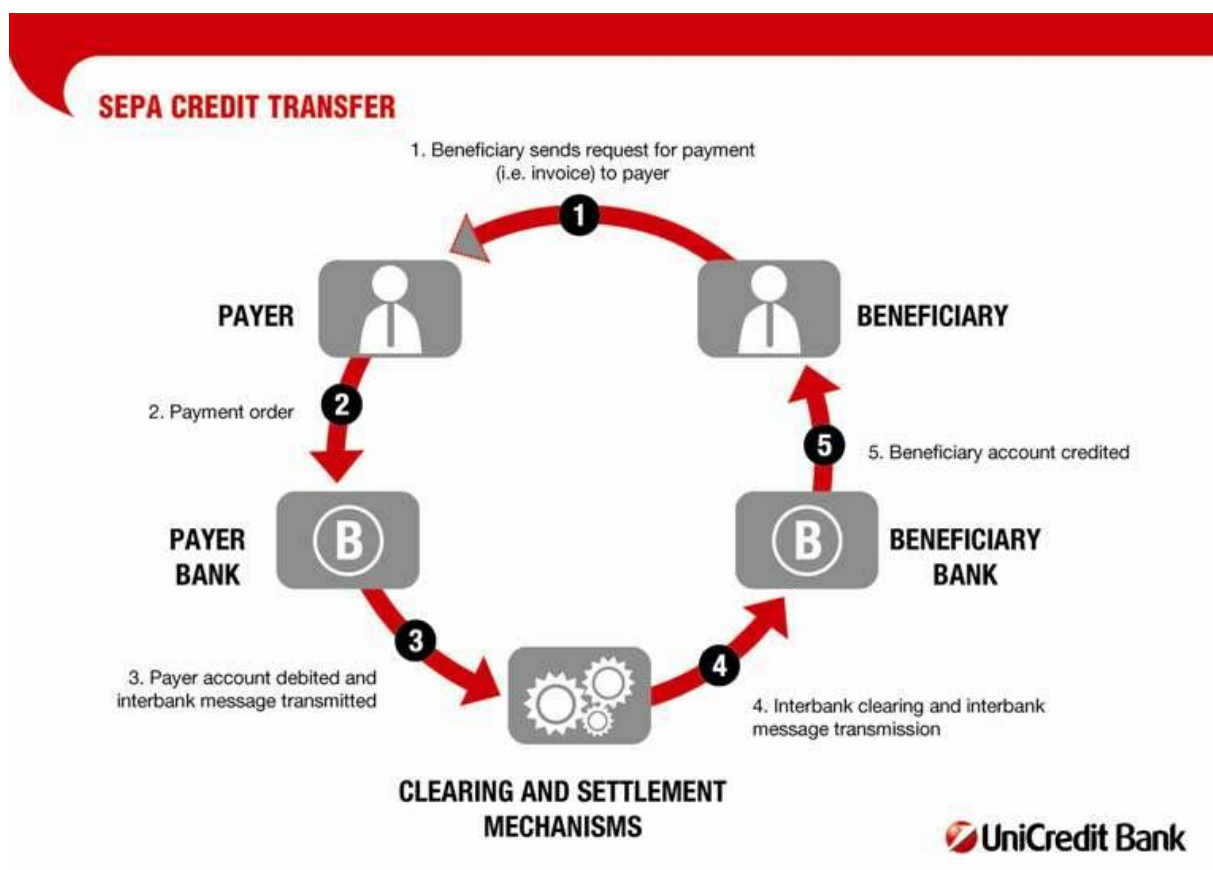 SEPA CREDIT TRANSFER
1. Beneficiary sends request for payment
(i.e. invoice) to payer
1
PAYER
BENEFICIARY
2. Payment order
2
5
5. Beneficiary account credited
PAYER
BANK
B
B
BENEFICIARY
BANK
3
4
3. Payer account debited and
interbank message transmitted
4. Interbank clearing and interbank
message transmission
CLEARING AND SETTLEMENT
MECHANISMS
UniCredit Bank